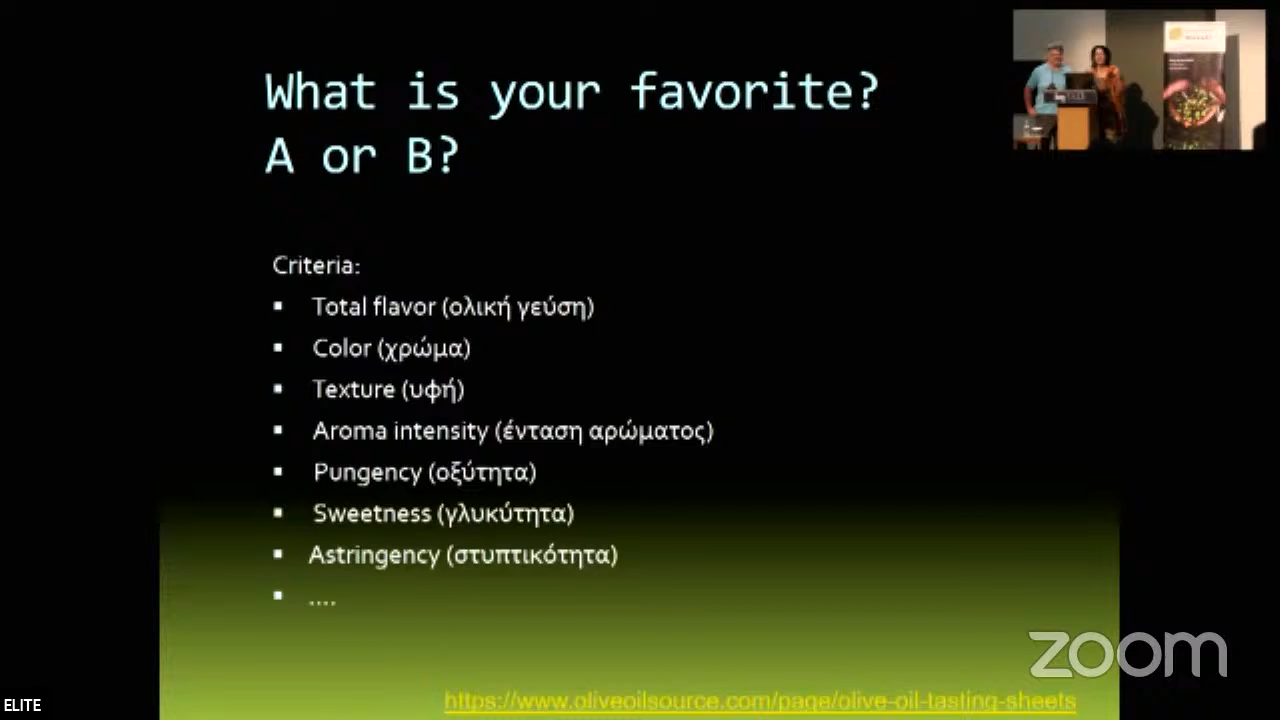 What is your favorite?
A or B?
Criteria:
▪ Total flavor (ολική γεύση)
▪ Color (χρώμα)
▪ Texture (υφή)
▪ Aroma intensity (ένταση αρώματος)
▪ Pungency (οξύτητα)
▪ Sweetness (γλυκύτητα)
▪ Astringency (στυπτικότητα)
▪ ....
https://www.oliveoilsource.com/page/olive-oil-tasting-sheets
zoom
ELITE